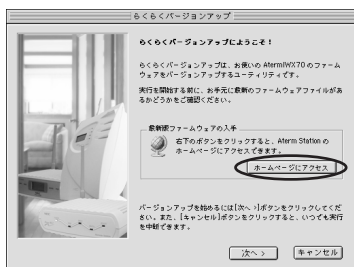 らくらくバージョンアップ
らくらくバージョンアップにようこそ！
らくらくバージョンアップは、お使いの AtermIWX70 のファーム
ウェアをバージョンアップするユーティリティです。
実行を開始する前に、お手元に最新のファームウェアファイルがあ
るかどうかをご確認ください。
最新版ファームウェアの入手
右下のボタンをクリックすると、Aterm Station の
ホームページにアクセスできます。
ホームページにアクセス
バージョンアップを始めるには[次へ >]ボタンをクリックしてくだ
さい。また、[キャンセル]ボタンをクリックすると、いつでも実行
を中断できます。
次へ >
キャンセル